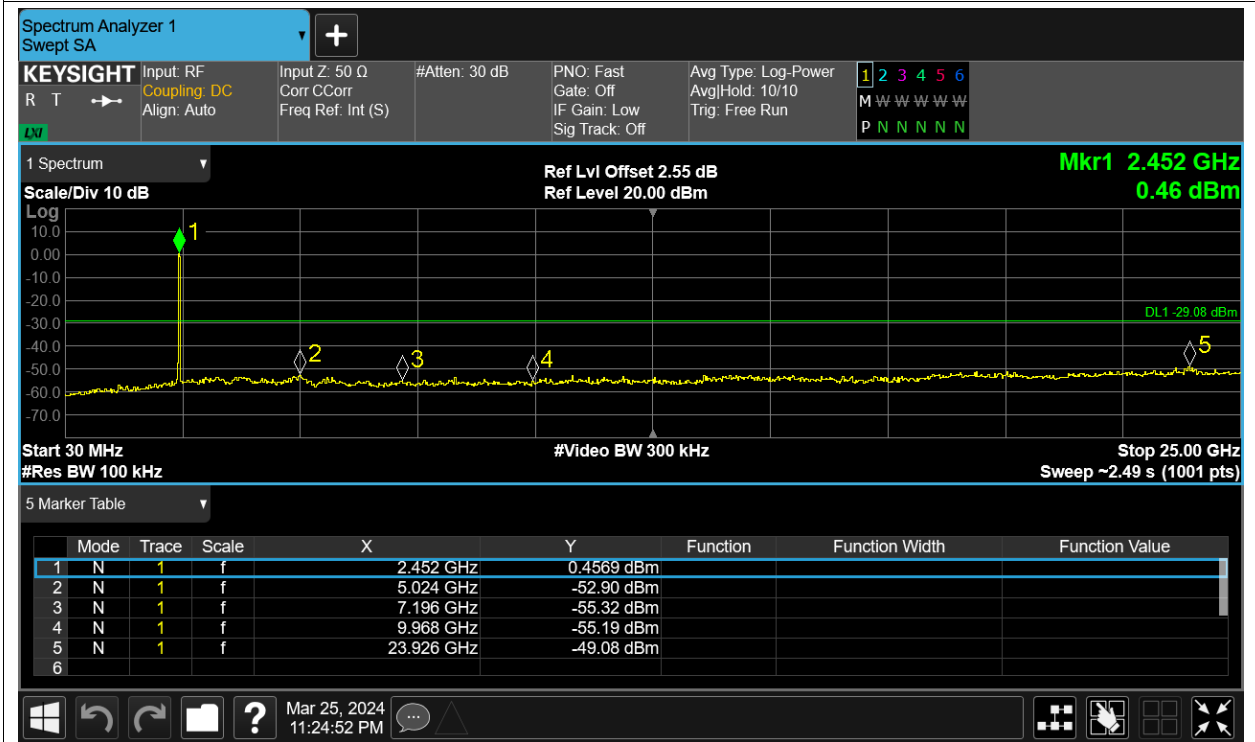 Spectrum Analyzer 1
Swept SA
+
KEYSIGHT
R T
LXI
Input: RF
Coupling: DC
Align: Auto
Input Z: 50 Ω
Corr CCorr
Freq Ref: Int (S)
#Atten: 30 dB
PNO: Fast
Gate: Off
IF Gain: Low
Sig Track: Off
Avg Type: Log-Power
Avg|Hold: 10/10
Trig: Free Run
1 2 3 4 5 6
M W W W W W
P N N N N N
1 Spectrum
Scale/Div 10 dB
Ref Lvl Offset 2.55 dB
Ref Level 20.00 dBm
Mkr1 2.452 GHz
0.46 dBm
Log
10.0
0.00
-10.0
-20.0
-30.0
-40.0
-50.0
-60.0
-70.0
1
2
3
4
5
DL1 -29.08 dBm
Start 30 MHz
#Res BW 100 kHz
#Video BW 300 kHz
Stop 25.00 GHz
Sweep ~2.49 s (1001 pts)
5 Marker Table
Mode Trace Scale X Y Function Function Width Function Value
1 N 1 f 2.452 GHz 0.4569 dBm
2 N 1 f 5.024 GHz -52.90 dBm
3 N 1 f 7.196 GHz -55.32 dBm
4 N 1 f 9.968 GHz -55.19 dBm
5 N 1 f 23.926 GHz -49.08 dBm
6
?
Mar 25, 2024
11:24:52 PM